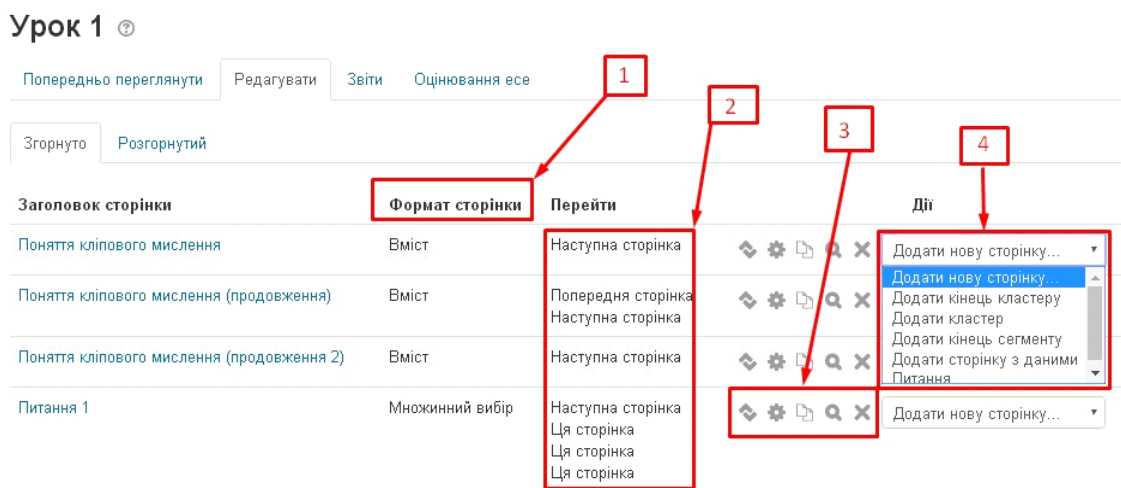 Урок 1
Попередньо переглянути Редагувати Звіти Оцінювання есе
1
2
3
4
Згорнуто Розгорнутий
Заголовок сторінки Формат сторінки Перейти Дії
Поняття кліпового мислення Вміст Наступна сторінка Додати нову сторінку...
Додати нову сторінку...
Додати кінець кластеру
Поняття кліпового мислення (продовження) Вміст Попередня сторінка
Наступна сторінка
Додати кластер
Додати кінець сегменту
Поняття кліпового мислення (продовження 2) Вміст Наступна сторінка
Додати сторінку з даними
Питання
Питання 1 Множинний вибір Наступна сторінка Додати нову сторінку...
Ця сторінка
Ця сторінка
Ця сторінка